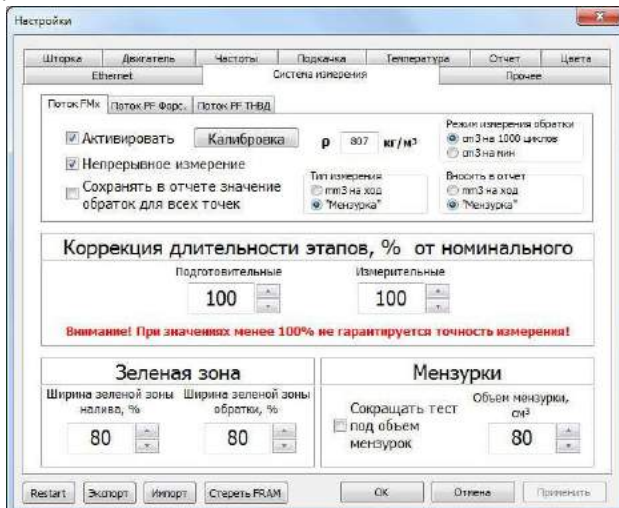 Настройки
Шторка Двигатель Частоты Подкачка Температура Отчет Цвета
Ethernet Система измерения Прочее
Поток FMx Поток PF Форс. Поток PF ТНВД
Активировать Калибровка ρ 807 кг/м³
Непрерывное измерение
Сохранять в отчете значение
обраток для всех точек
Режим измерения обратки
cm3 на 1000 циклов
cm3 на мин
Тип измерения
mm3 на ход
"Мензурка"
Вносить в отчет
mm3 на ход
"Мензурка"
Коррекция длительности этапов, % от номинального
Подготовительные Измерительные
100 100
Внимание! При значениях менее 100% не гарантируется точность измерения!
Зеленая зона
Ширина зеленой зоны
налива, %
80
Ширина зеленой зоны
обратки, %
80
Мензурки
Сокращать тест
под объем
мензурок
Объем мензурки,
см³
80
Restart Экспорт Импорт Стереть FRAM OK Отмена Применить